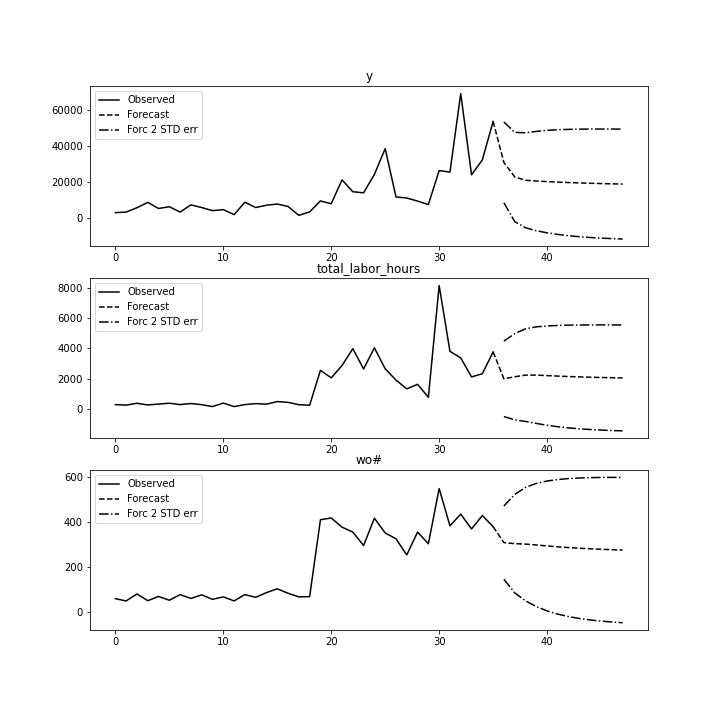 y
Observed
Forecast
Forc 2 STD err
60000
40000
20000
0
0 10 20 30 40
total_labor_hours
Observed
Forecast
Forc 2 STD err
8000
6000
4000
2000
0
0 10 20 30 40
wo#
Observed
Forecast
Forc 2 STD err
600
400
200
0
0 10 20 30 40